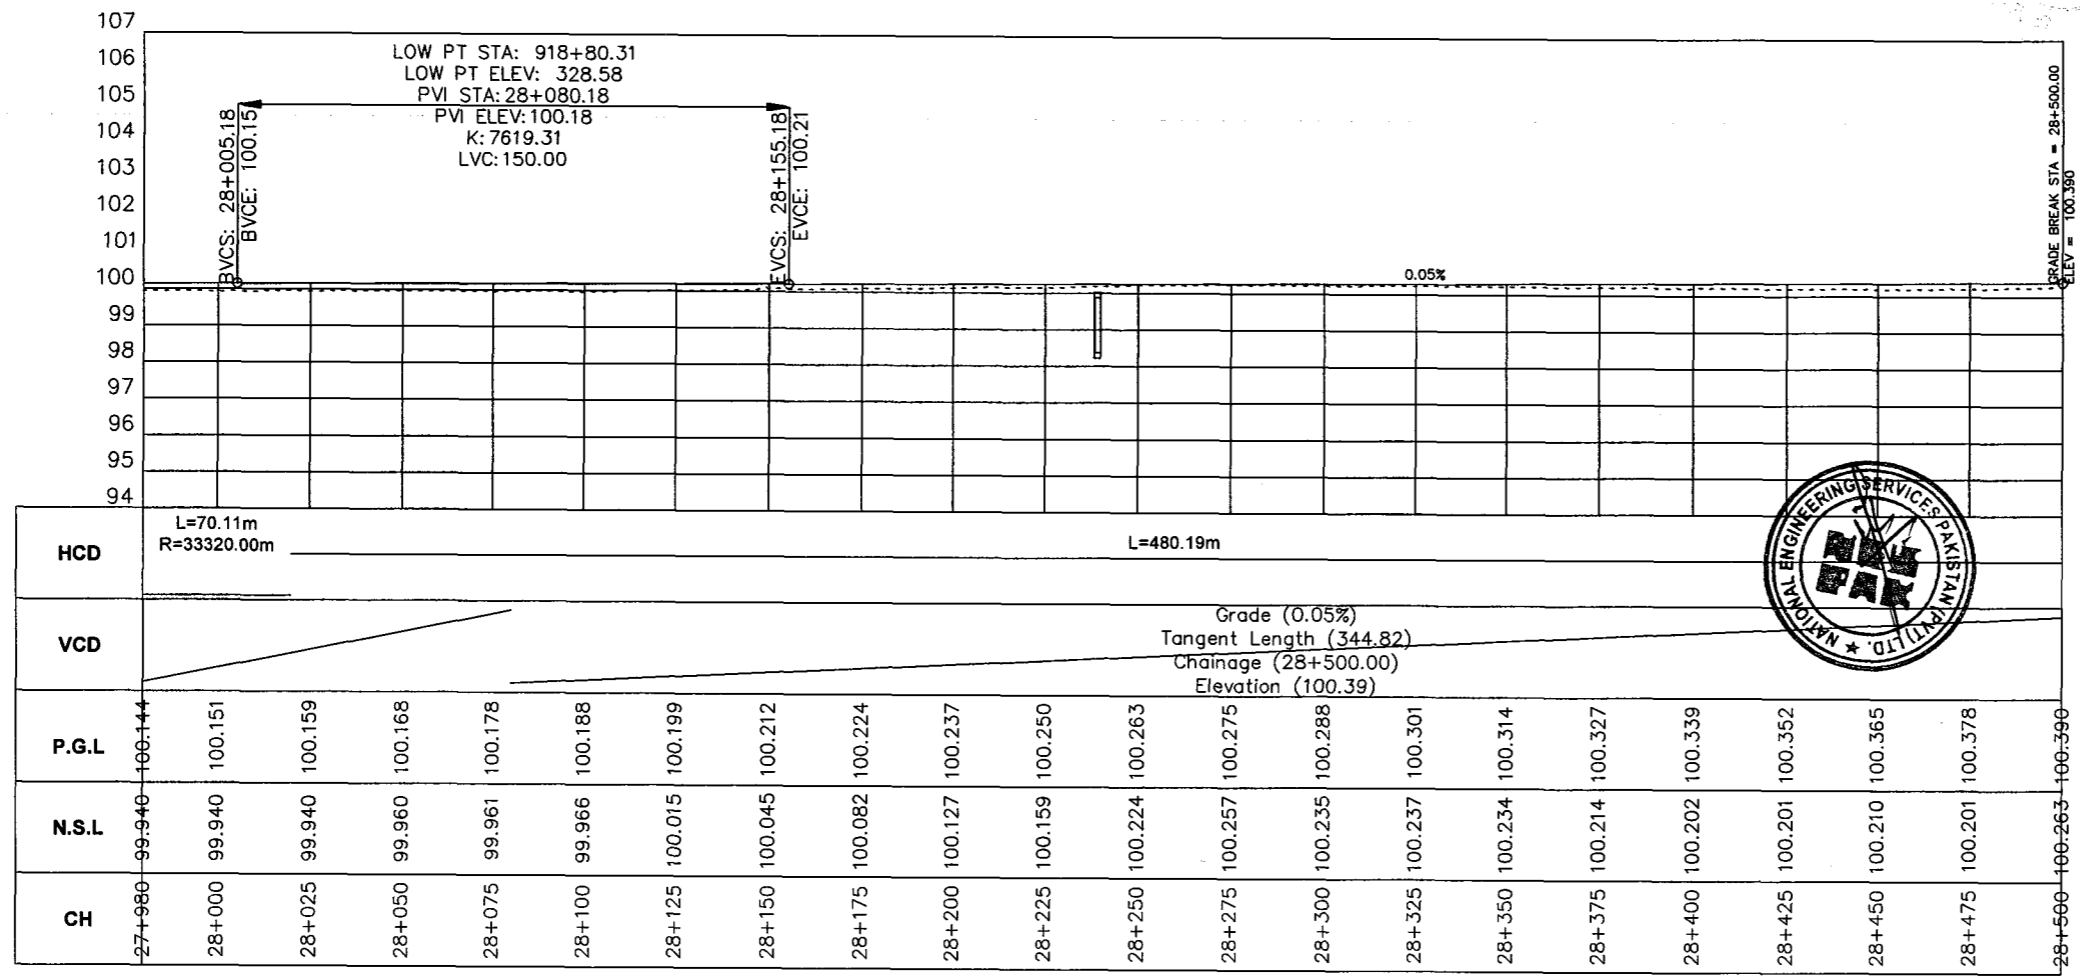 107
106
105
104
103
102
101
100
99
98
97
96
95
94
LOW PT STA: 918+80.31
LOW PT ELEV: 328.58
PVI STA:28+080.18
PVI ELEV:100.18
K:7619.31
LVC:150.00
BVCS: 28+005.18
BVCE: 100.15
EVCS: 28+155.18
EVCE: 100.21
0.05%
GRADE BREAK STA = 28+500.00
ELEV = 100.390
HCD
L=70.11m
R=33320.00m
L=480.19m
VCD
Grade (0.05%)
Tangent Length (344.82)
Chainage (28+500.00)
Elevation (100.39)
NATIONAL ENGINEERING SERVICES PAKISTAN (PVT) LTD. ★
P.G.L 100.144 100.151 100.159 100.168 100.178 100.188 100.199 100.212 100.224 100.237 100.250 100.263 100.275 100.288 100.301 100.314 100.327 100.339 100.352 100.365 100.378 100.390
N.S.L 99.940 99.940 99.940 99.960 99.961 99.966 100.015 100.045 100.082 100.127 100.159 100.224 100.257 100.235 100.237 100.234 100.214 100.202 100.201 100.210 100.201 100.263
CH 27+980 28+000 28+025 28+050 28+075 28+100 28+125 28+150 28+175 28+200 28+225 28+250 28+275 28+300 28+325 28+350 28+375 28+400 28+425 28+450 28+475 28+500